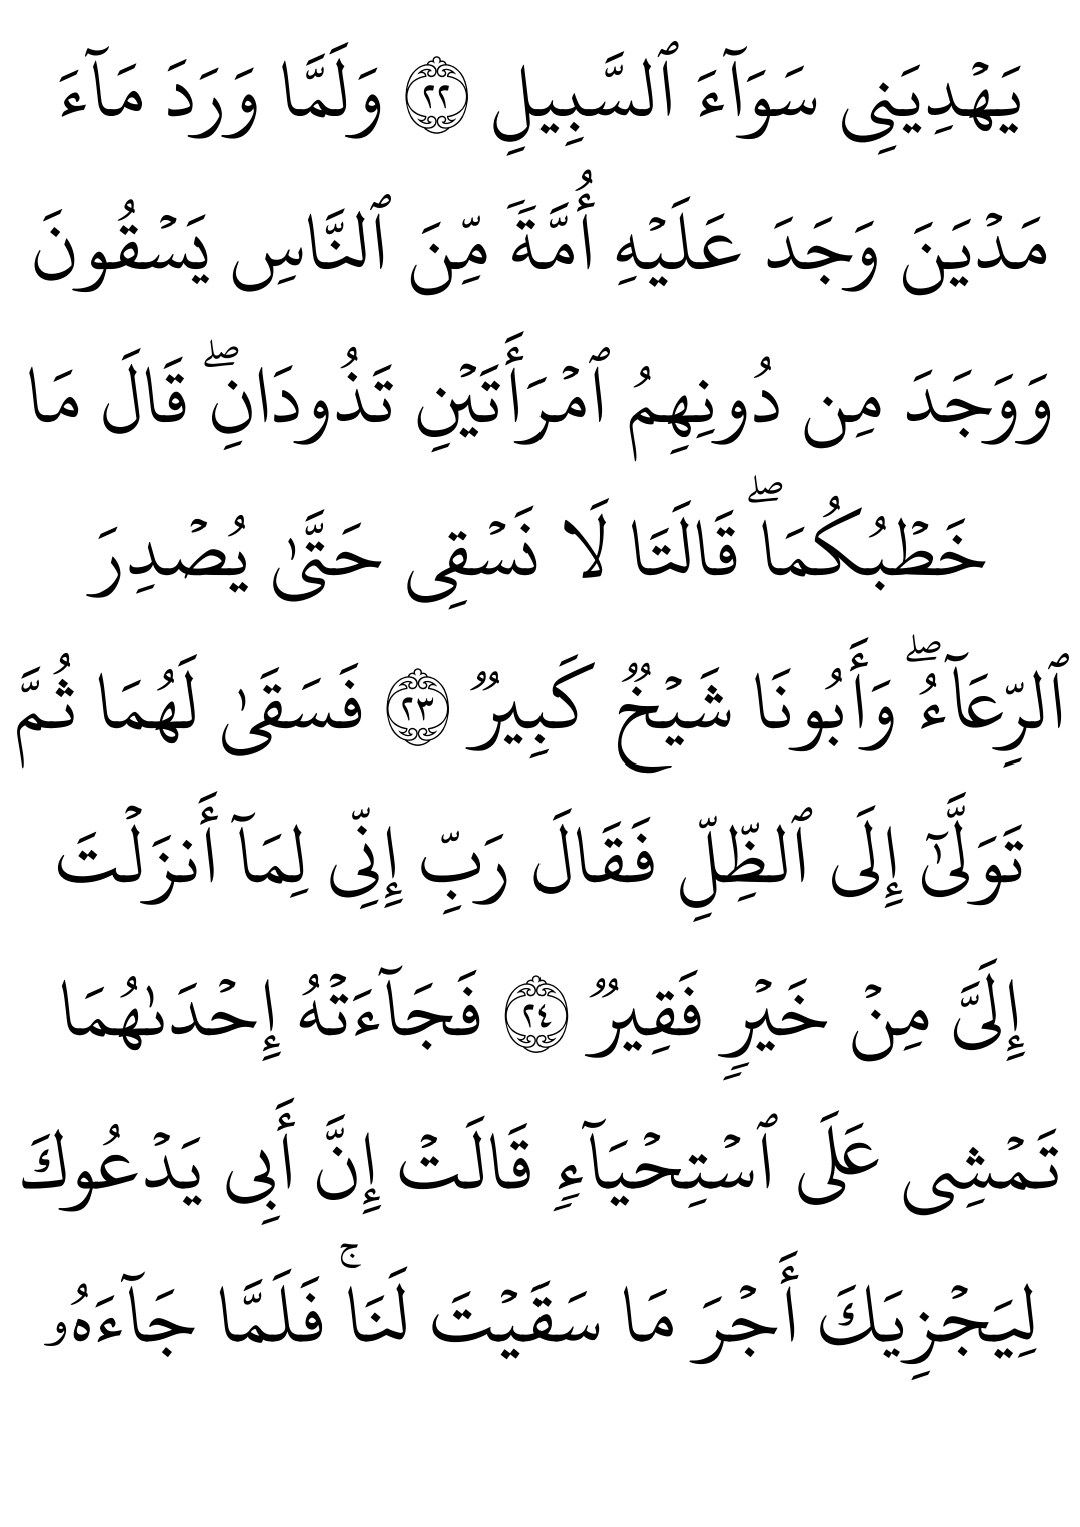 يَهۡدِيَنِي سَوَآءَ ٱلسَّبِيلِ ٢٢ وَلَمَّا وَرَدَ مَآءَ
مَدۡيَنَ وَجَدَ عَلَيۡهِ أُمَّةٗ مِّنَ ٱلنَّاسِ يَسۡقُونَ
وَوَجَدَ مِن دُونِهِمُ ٱمۡرَأَتَيۡنِ تَذُودَانِۖ قَالَ مَا
خَطۡبُكُمَاۖ قَالَتَا لَا نَسۡقِي حَتَّىٰ يُصۡدِرَ
ٱلرِّعَآءُۖ وَأَبُونَا شَيۡخٞ كَبِيرٞ ٢٣ فَسَقَىٰ لَهُمَا ثُمَّ
تَوَلَّىٰٓ إِلَى ٱلظِّلِّ فَقَالَ رَبِّ إِنِّي لِمَآ أَنزَلۡتَ
إِلَيَّ مِنۡ خَيۡرٖ فَقِيرٞ ٢٤ فَجَآءَتۡهُ إِحۡدَىٰهُمَا
تَمۡشِي عَلَى ٱسۡتِحۡيَآءٖ قَالَتۡ إِنَّ أَبِي يَدۡعُوكَ
لِيَجۡزِيَكَ أَجۡرَ مَا سَقَيۡتَ لَنَاۚ فَلَمَّا جَآءَهُۥ